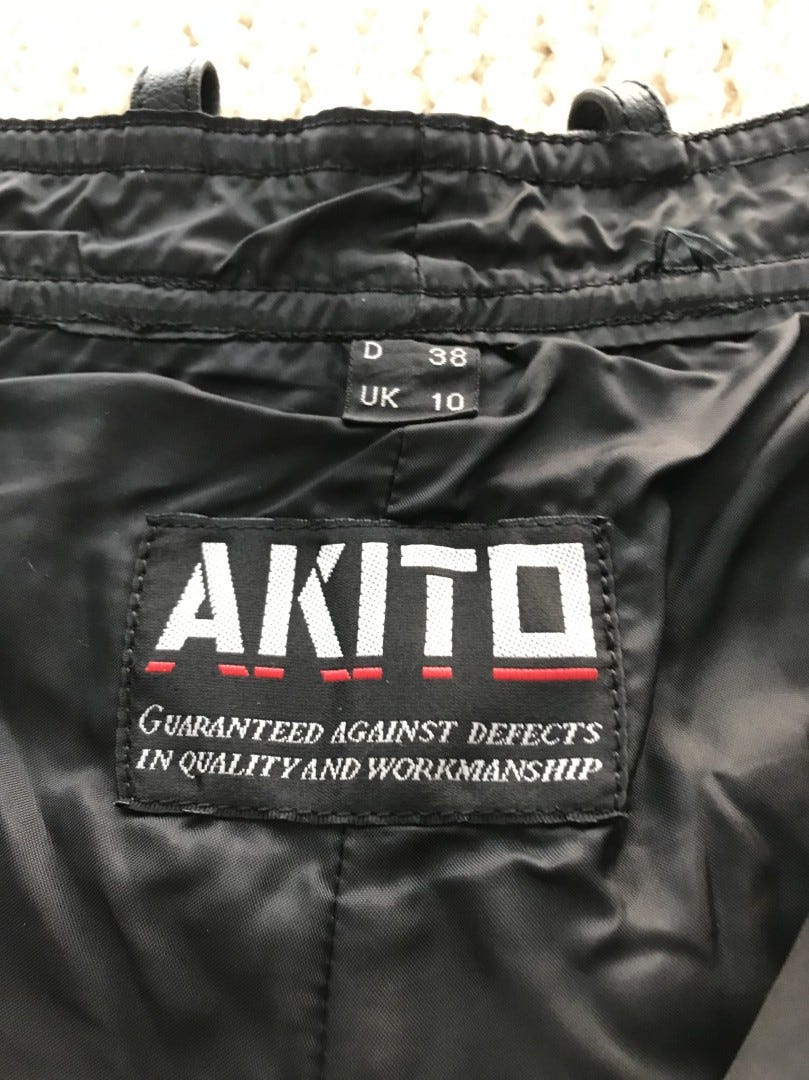 D 38
UK 10
AKITO
GUARANTEED AGAINST DEFECTS
IN QUALITY AND WORKMANSHIP